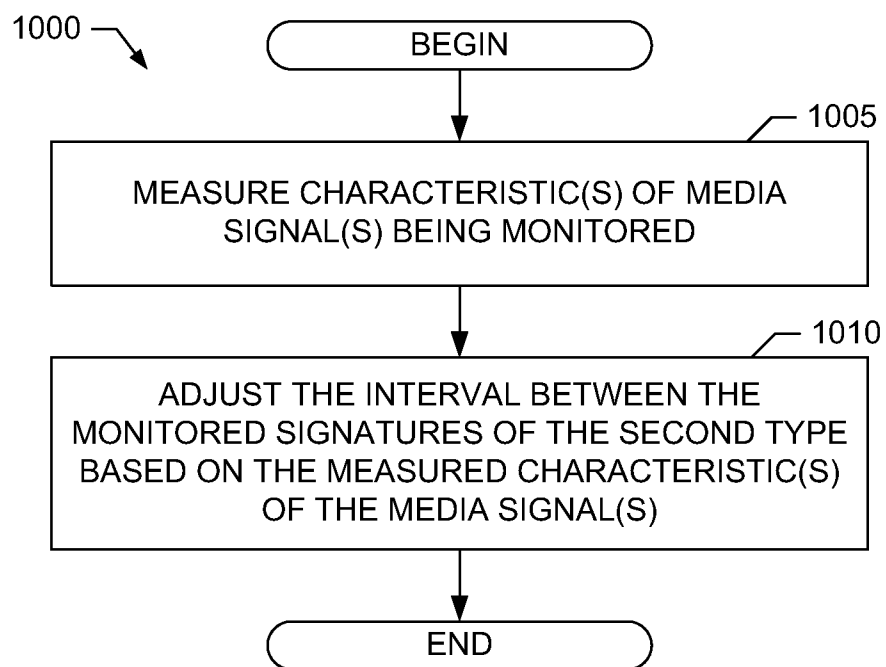 1000
BEGIN
1005
MEASURE CHARACTERISTIC(S) OF MEDIA
SIGNAL(S) BEING MONITORED
1010
ADJUST THE INTERVAL BETWEEN THE
MONITORED SIGNATURES OF THE SECOND TYPE
BASED ON THE MEASURED CHARACTERISTIC(S)
OF THE MEDIA SIGNAL(S)
END